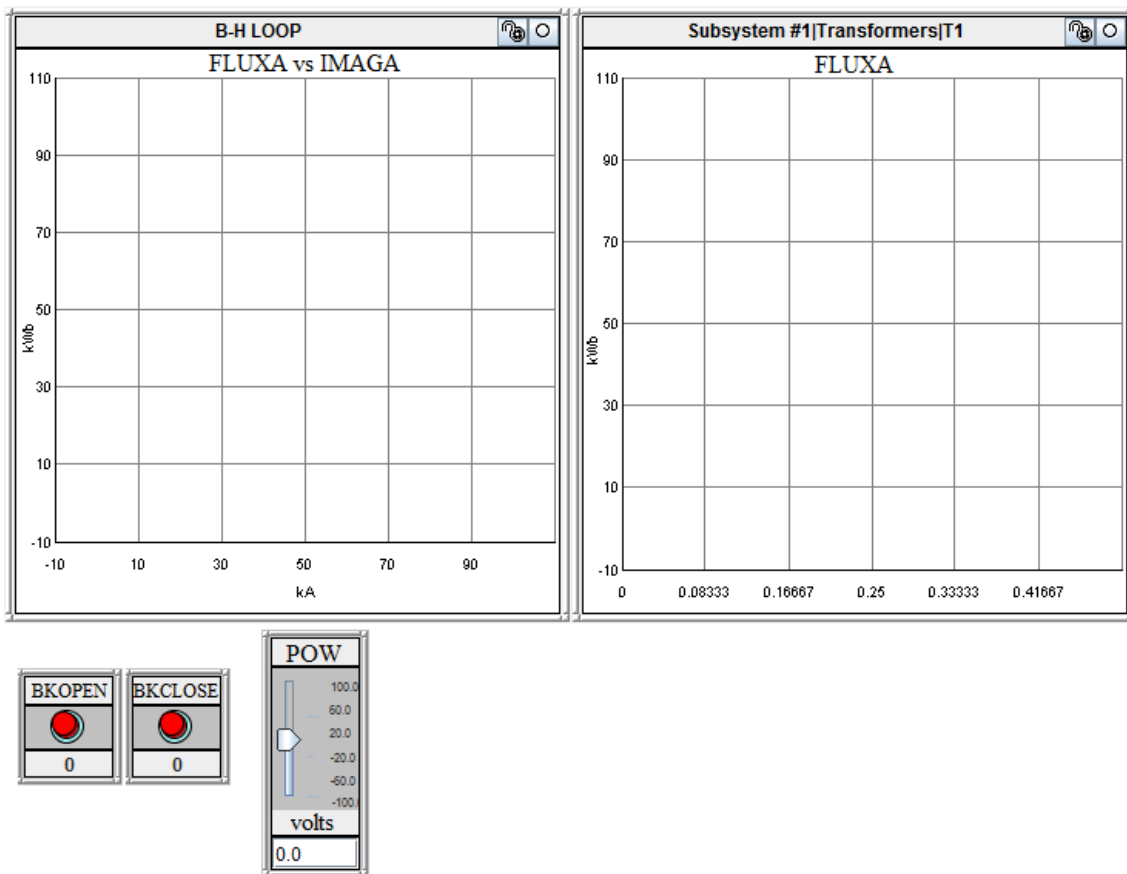 B-H LOOP
FLUXA vs IMAGA
110
90
70
50
30
10
-10
kWb
-10 10 30 50 70 90
kA
Subsystem #1|Transformers|T1
FLUXA
110
90
70
50
30
10
-10
kWb
0 0.08333 0.16667 0.25 0.33333 0.41667
BKOPEN
0
BKCLOSE
0
POW
100.0
60.0
20.0
-20.0
-60.0
-100.
volts
0.0